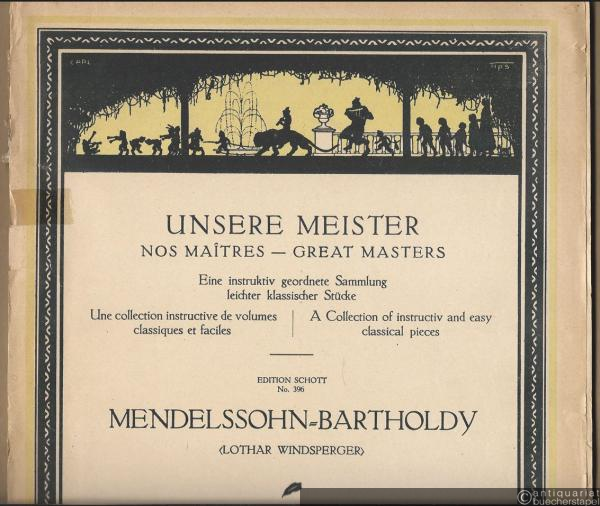 CARL
TIPS
UNSERE MEISTER
NOS MAÎTRES — GREAT MASTERS
Eine instruktiv geordnete Sammlung
leichter klassischer Stücke
Une collection instructive de volumes
classiques et faciles
A Collection of instructiv and easy
classical pieces
EDITION SCHOTT
No. 396
MENDELSSOHN=BARTHOLDY
(LOTHAR WINDSPERGER)
antiquariat
buecherstapel